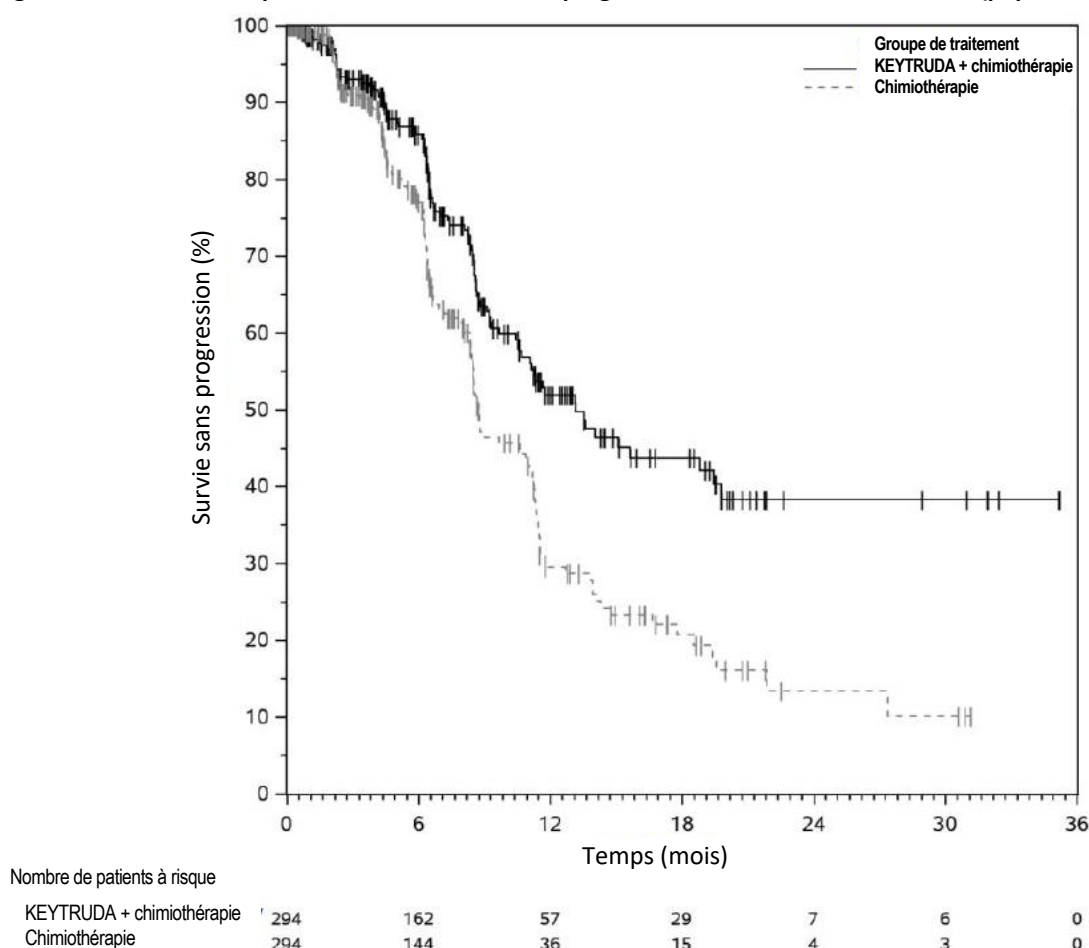 Groupe de traitement
KEYTRUDA + chimiothérapie
Chimiothérapie
Survie sans progression (%)
100
90
80
70
60
50
40
30
20
10
0
0 6 12 18 24 30 36
Temps (mois)
Nombre de patients à risque
KEYTRUDA + chimiothérapie 294 162 57 29 7 6 0
Chimiothérapie 294 144 36 15 4 3 0